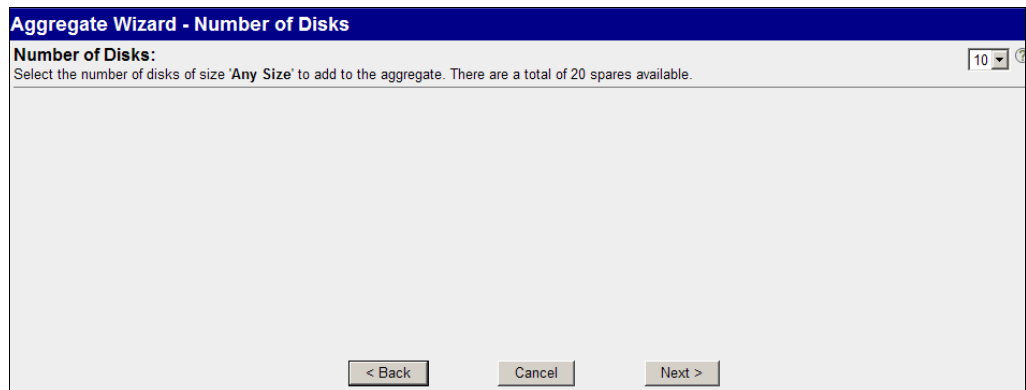 Aggregate Wizard - Number of Disks
Number of Disks:
Select the number of disks of size 'Any Size' to add to the aggregate. There are a total of 20 spares available.
10
?
< Back
Cancel
Next >